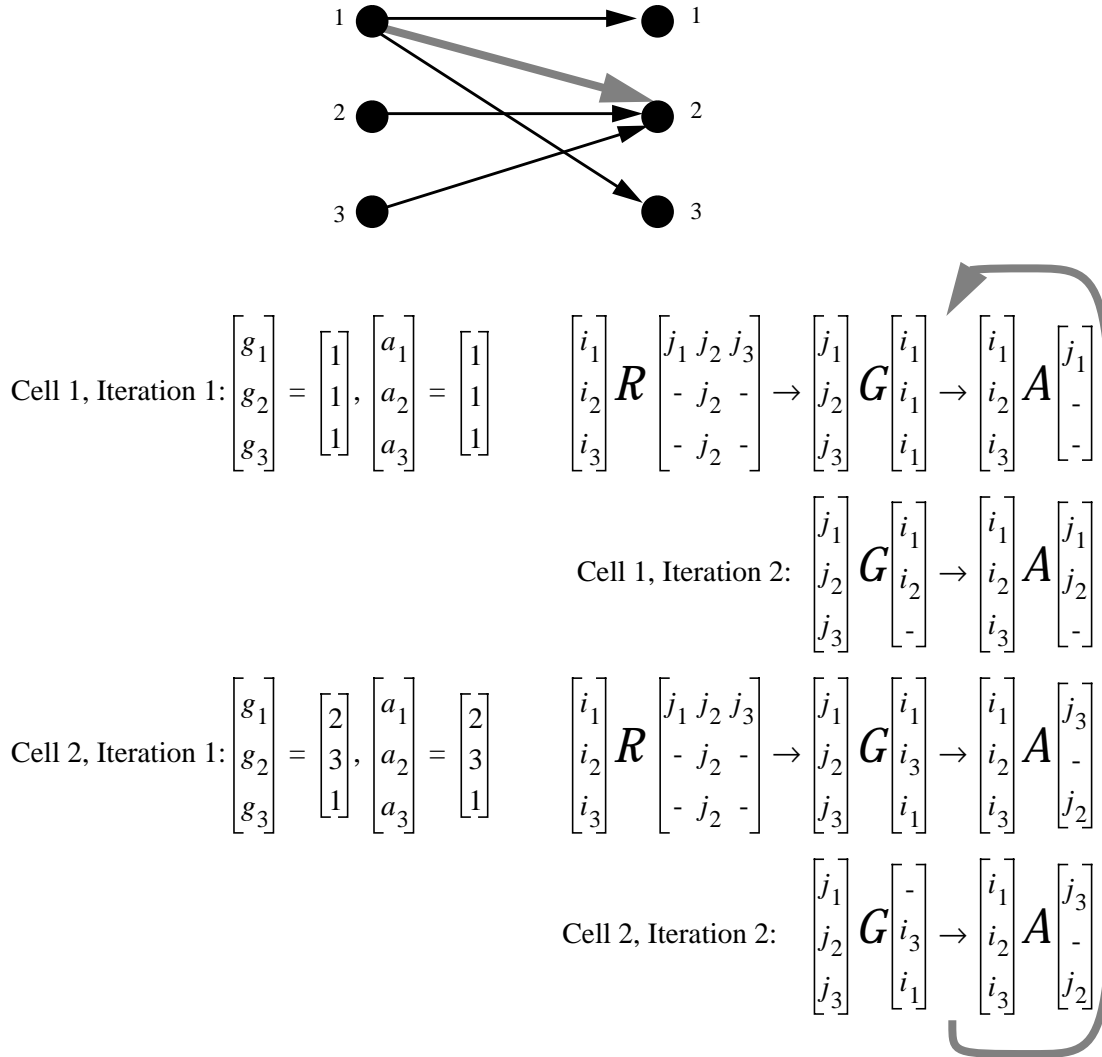 1 1
2 2
3 3
Cell 1, Iteration 1: [g₁ g₂ g₃] = [1 1 1], [a₁ a₂ a₃] = [1 1 1] [i₁ i₂ i₃] R [j₁ j₂ j₃; - j₂ -; - j₂ -] → [j₁ j₂ j₃] G [i₁ i₁ i₁] → [i₁ i₂ i₃] A [j₁ - -]
Cell 1, Iteration 2: [j₁ j₂ j₃] G [i₁ i₂ -] → [i₁ i₂ i₃] A [j₁ j₂ -]
Cell 2, Iteration 1: [g₁ g₂ g₃] = [2 3 1], [a₁ a₂ a₃] = [2 3 1] [i₁ i₂ i₃] R [j₁ j₂ j₃; - j₂ -; - j₂ -] → [j₁ j₂ j₃] G [i₁ i₃ i₁] → [i₁ i₂ i₃] A [j₃ - j₂]
Cell 2, Iteration 2: [j₁ j₂ j₃] G [- i₃ i₁] → [i₁ i₂ i₃] A [j₃ - j₂]